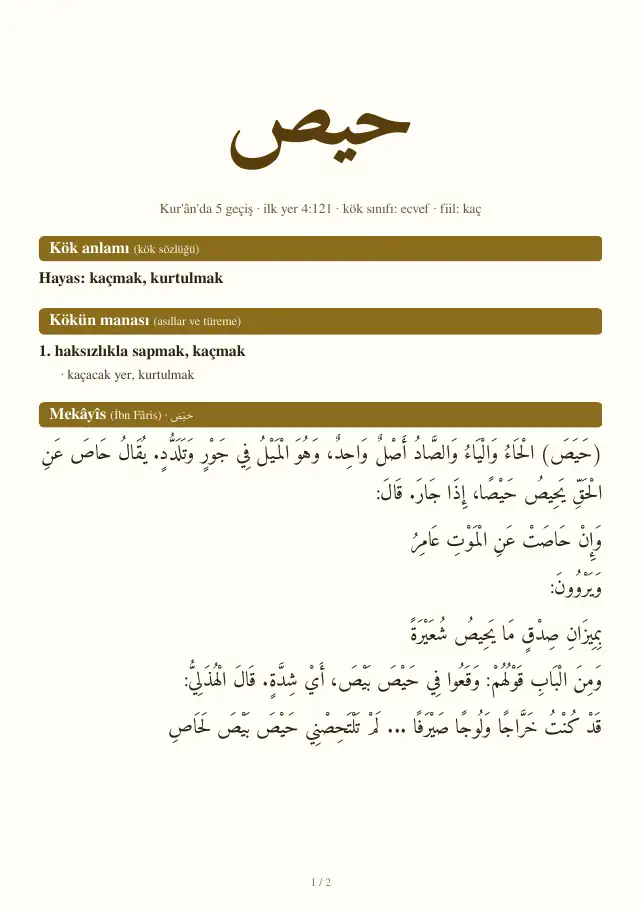 حيص
Kur'ân'da 5 geçiş · ilk yer 4:121 · kök sınıfı: ecvef · fiil: kaç
Kök anlamı (kök sözlüğü)
Hayas: kaçmak, kurtulmak
Kökün manası (asıllar ve türeme)
1. haksızlıkla sapmak, kaçmak
· kaçacak yer, kurtulmak
Mekâyîs (İbn Fâris) · حيَص
(حَيَصَ) الْحَاءُ وَالْيَاءُ وَالصَّادُ أَصْلٌ وَاحِدٌ، وَهُوَ الْمَيْلُ فِي جَوْرٍ وَتَلَدُّدٍ. يُقَالُ حَاصَ عَنِ
الْحَقِّ يَحِيصُ حَيْصًا، إِذَا جَارَ. قَالَ:
وَإِنْ حَاصَتْ عَنِ الْمَوْتِ عَامِرُ
وَيَرْوُونَ:
بِمِيزَانِ صِدْقٍ مَا يَحِيصُ شُعَيْرَةً
وَمِنَ الْبَابِ قَوْلُهُمْ: وَقَعُوا فِي حَيْصَ بَيْصَ، أَيْ شِدَّةٍ. قَالَ الْهُذَلِيُّ:
قَدْ كُنْتُ خَرَّاجًا وَلُوجًا صَيْرَفًا ... لَمْ تَلْتَحِصْنِي حَيْصَ بَيْصَ لَحَاصِ
1 / 2